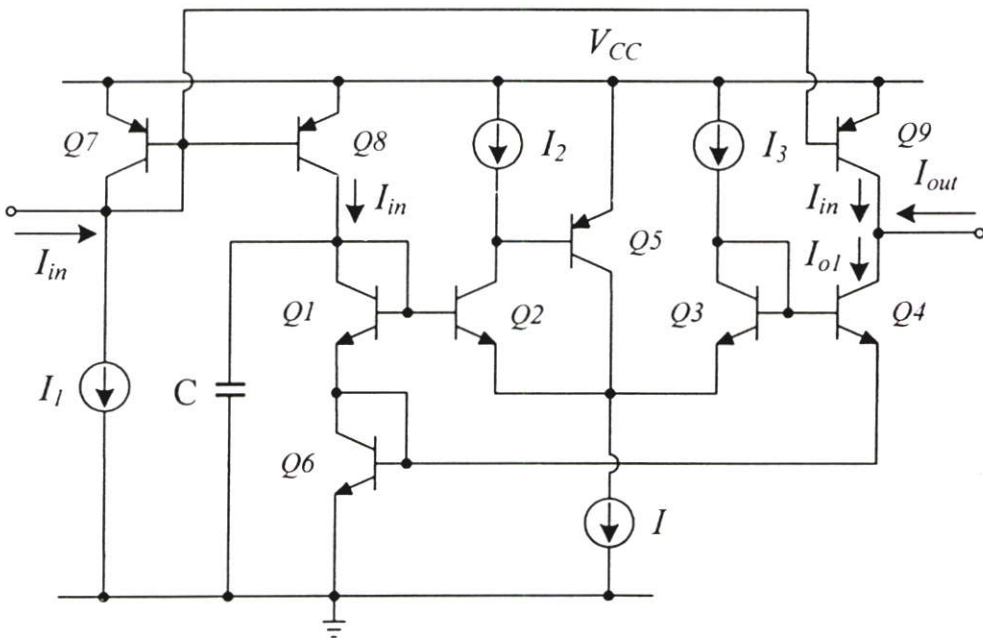 V_CC
Q7
Q8
I_2
I_3
Q9
I_out
I_in
I_in
I_in
Q5
I_o1
Q1
Q2
Q3
Q4
I_1
C
Q6
I